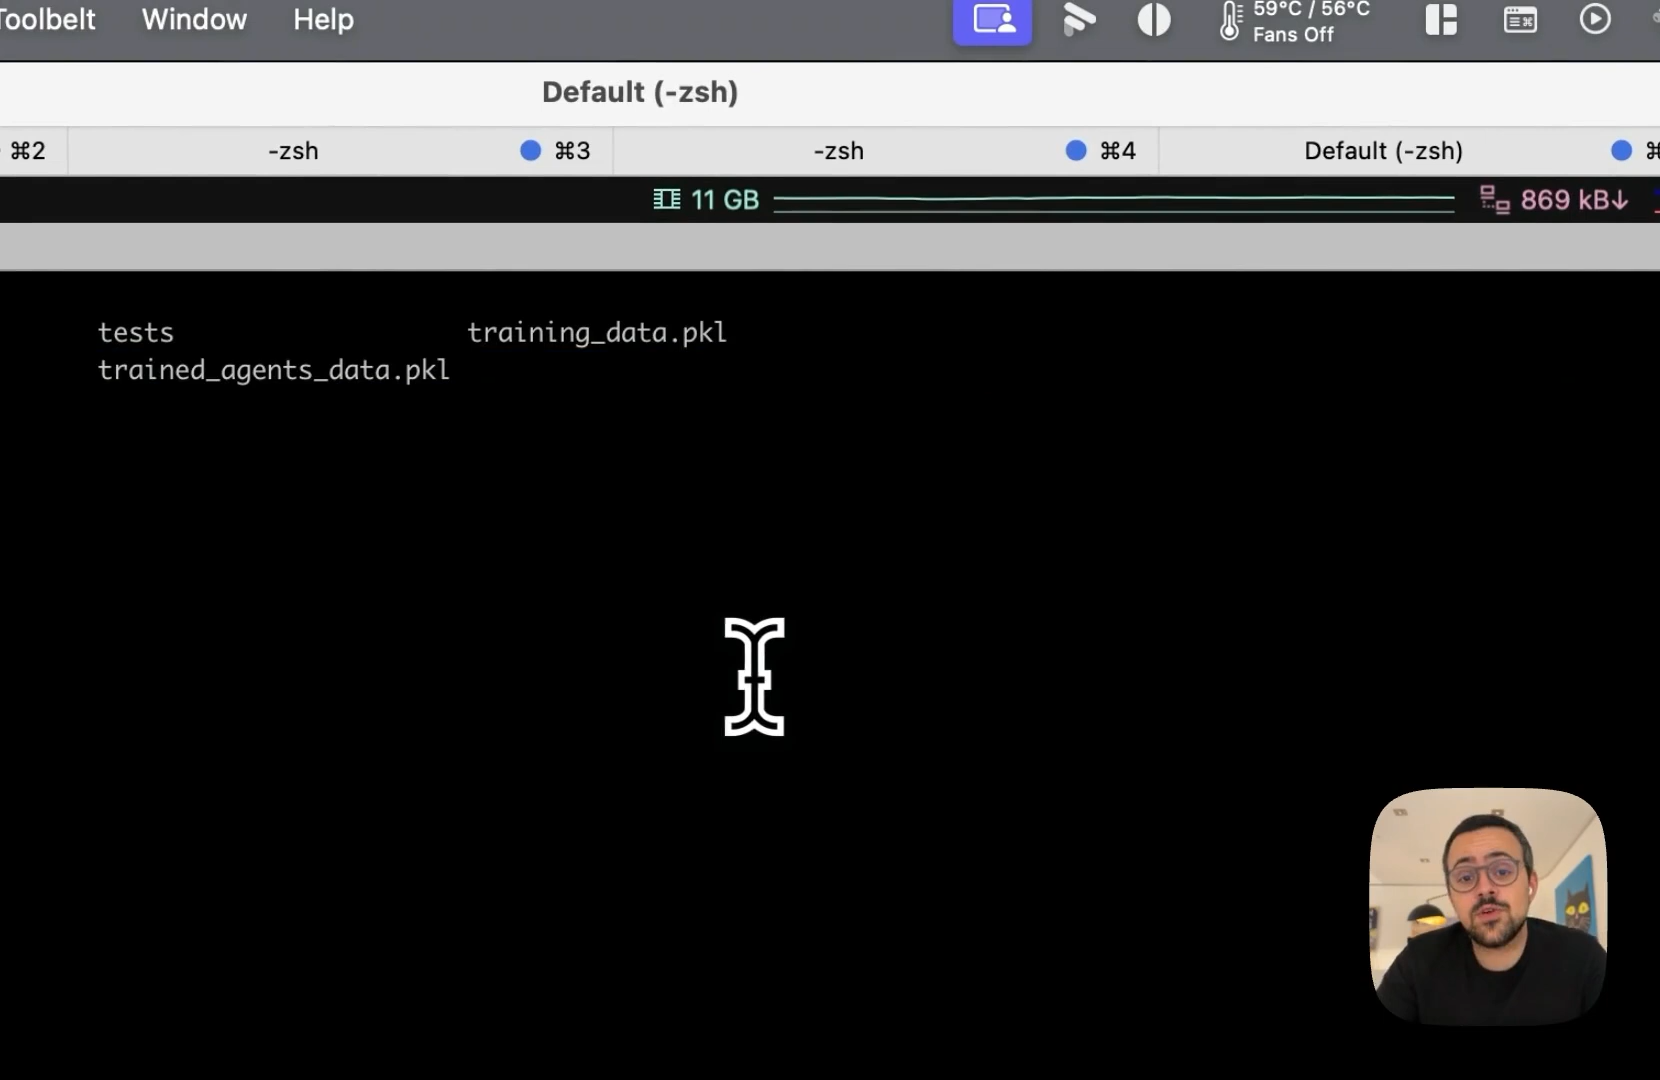 Toolbelt Window Help 59°C / 56°C
Fans Off
Default (-zsh)
⌘2 -zsh ⌘3 -zsh ⌘4 Default (-zsh) ⌘
11 GB 869 kB↓
tests training_data.pkl
trained_agents_data.pkl